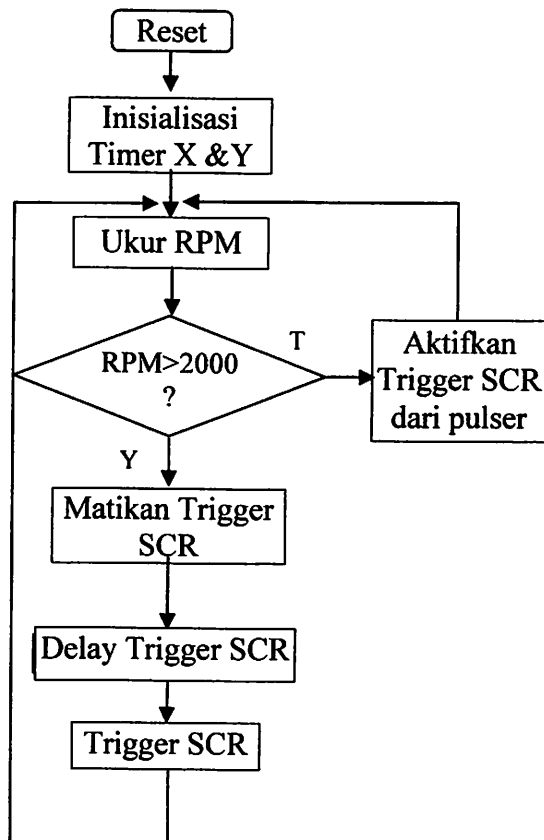 Reset
Inisialisasi
Timer X &Y
Ukur RPM
RPM>2000
?
T
Aktifkan
Trigger SCR
dari pulser
Y
Matikan Trigger
SCR
Delay Trigger SCR
Trigger SCR